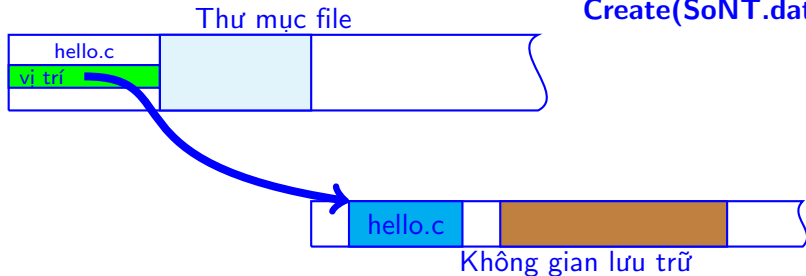 Thư mục file
Create(SoNT.dat
hello.c
vị trí
hello.c
Không gian lưu trữ